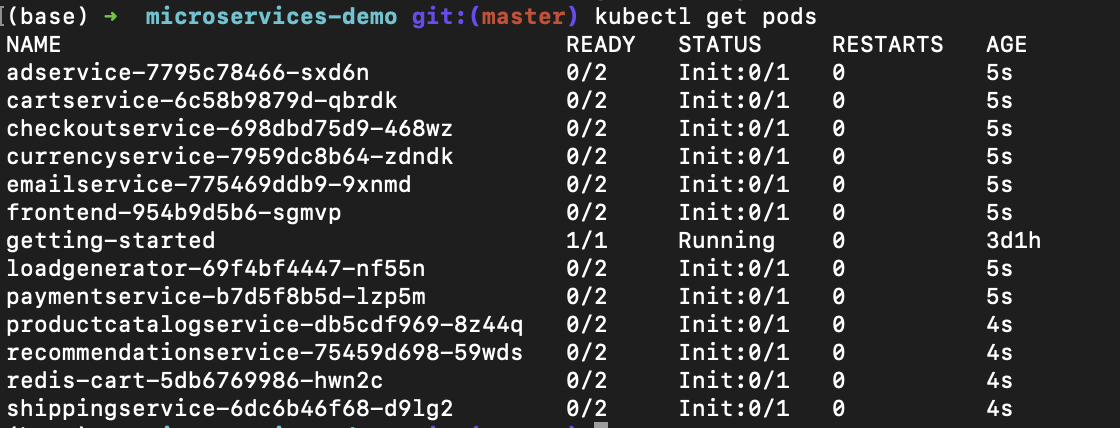 (base) ➜ microservices-demo git:(master) kubectl get pods
NAME READY STATUS RESTARTS AGE
adservice-7795c78466-sxd6n 0/2 Init:0/1 0 5s
cartservice-6c58b9879d-qbrdk 0/2 Init:0/1 0 5s
checkoutservice-698dbd75d9-468wz 0/2 Init:0/1 0 5s
currencyservice-7959dc8b64-zdndk 0/2 Init:0/1 0 5s
emailservice-775469ddb9-9xnmd 0/2 Init:0/1 0 5s
frontend-954b9d5b6-sgmvp 0/2 Init:0/1 0 5s
getting-started 1/1 Running 0 3d1h
loadgenerator-69f4bf4447-nf55n 0/2 Init:0/1 0 5s
paymentservice-b7d5f8b5d-lzp5m 0/2 Init:0/1 0 5s
productcatalogservice-db5cdf969-8z44q 0/2 Init:0/1 0 4s
recommendationservice-75459d698-59wds 0/2 Init:0/1 0 4s
redis-cart-5db6769986-hwn2c 0/2 Init:0/1 0 4s
shippingservice-6dc6b46f68-d9lg2 0/2 Init:0/1 0 4s